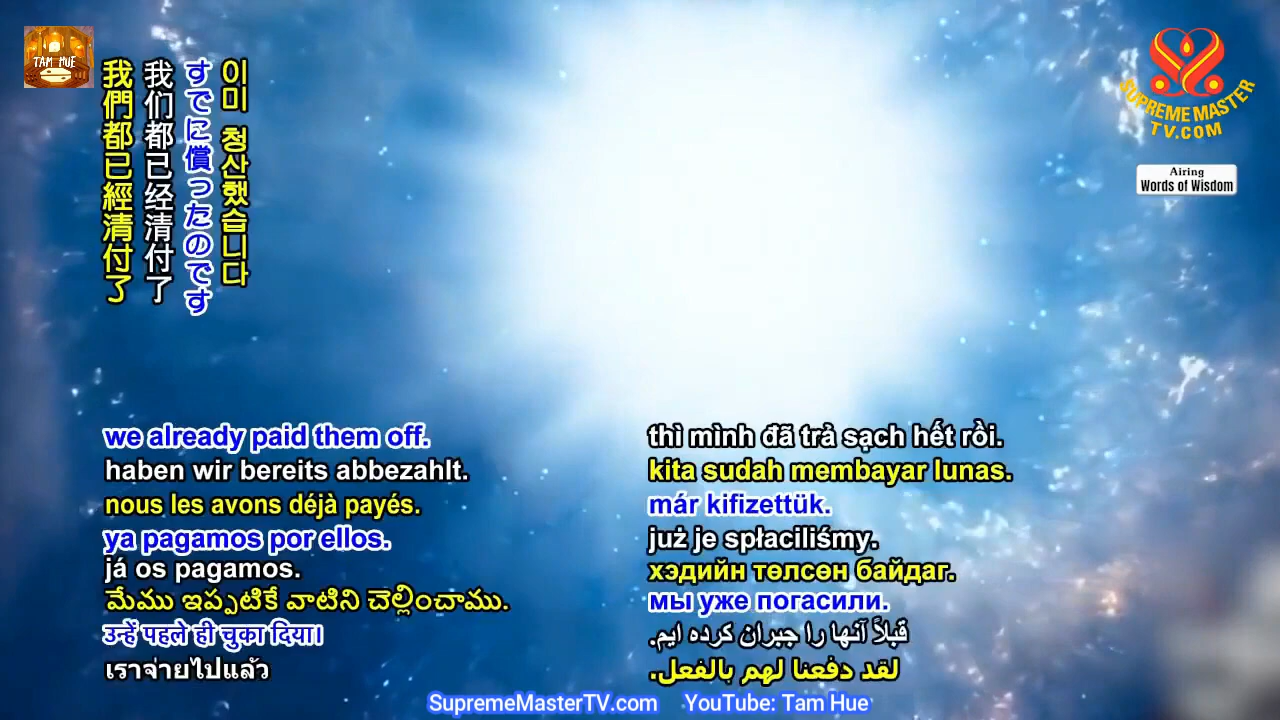 TAM HUE
我們都已經清付了
我们都已经清付了
すでに償ったのです
이미 청산했습니다
SUPREME MASTER
TV.COM
Airing
Words of Wisdom
we already paid them off.
haben wir bereits abbezahlt.
nous les avons déjà payés.
ya pagamos por ellos.
já os pagamos.
మేము ఇప్పటికే వాటిని చెల్లించాము.
उन्हें पहले ही चुका दिया।
เราจ่ายไปแล้ว
thì mình đã trả sạch hết rồi.
kita sudah membayar lunas.
már kifizettük.
już je spłaciliśmy.
хэдийн төлсөн байдаг.
мы уже погасили.
قبلاً آنها را جبران کرده ایم.
لقد دفعنا لهم بالفعل.
SupremeMasterTV.com YouTube: Tam Hue